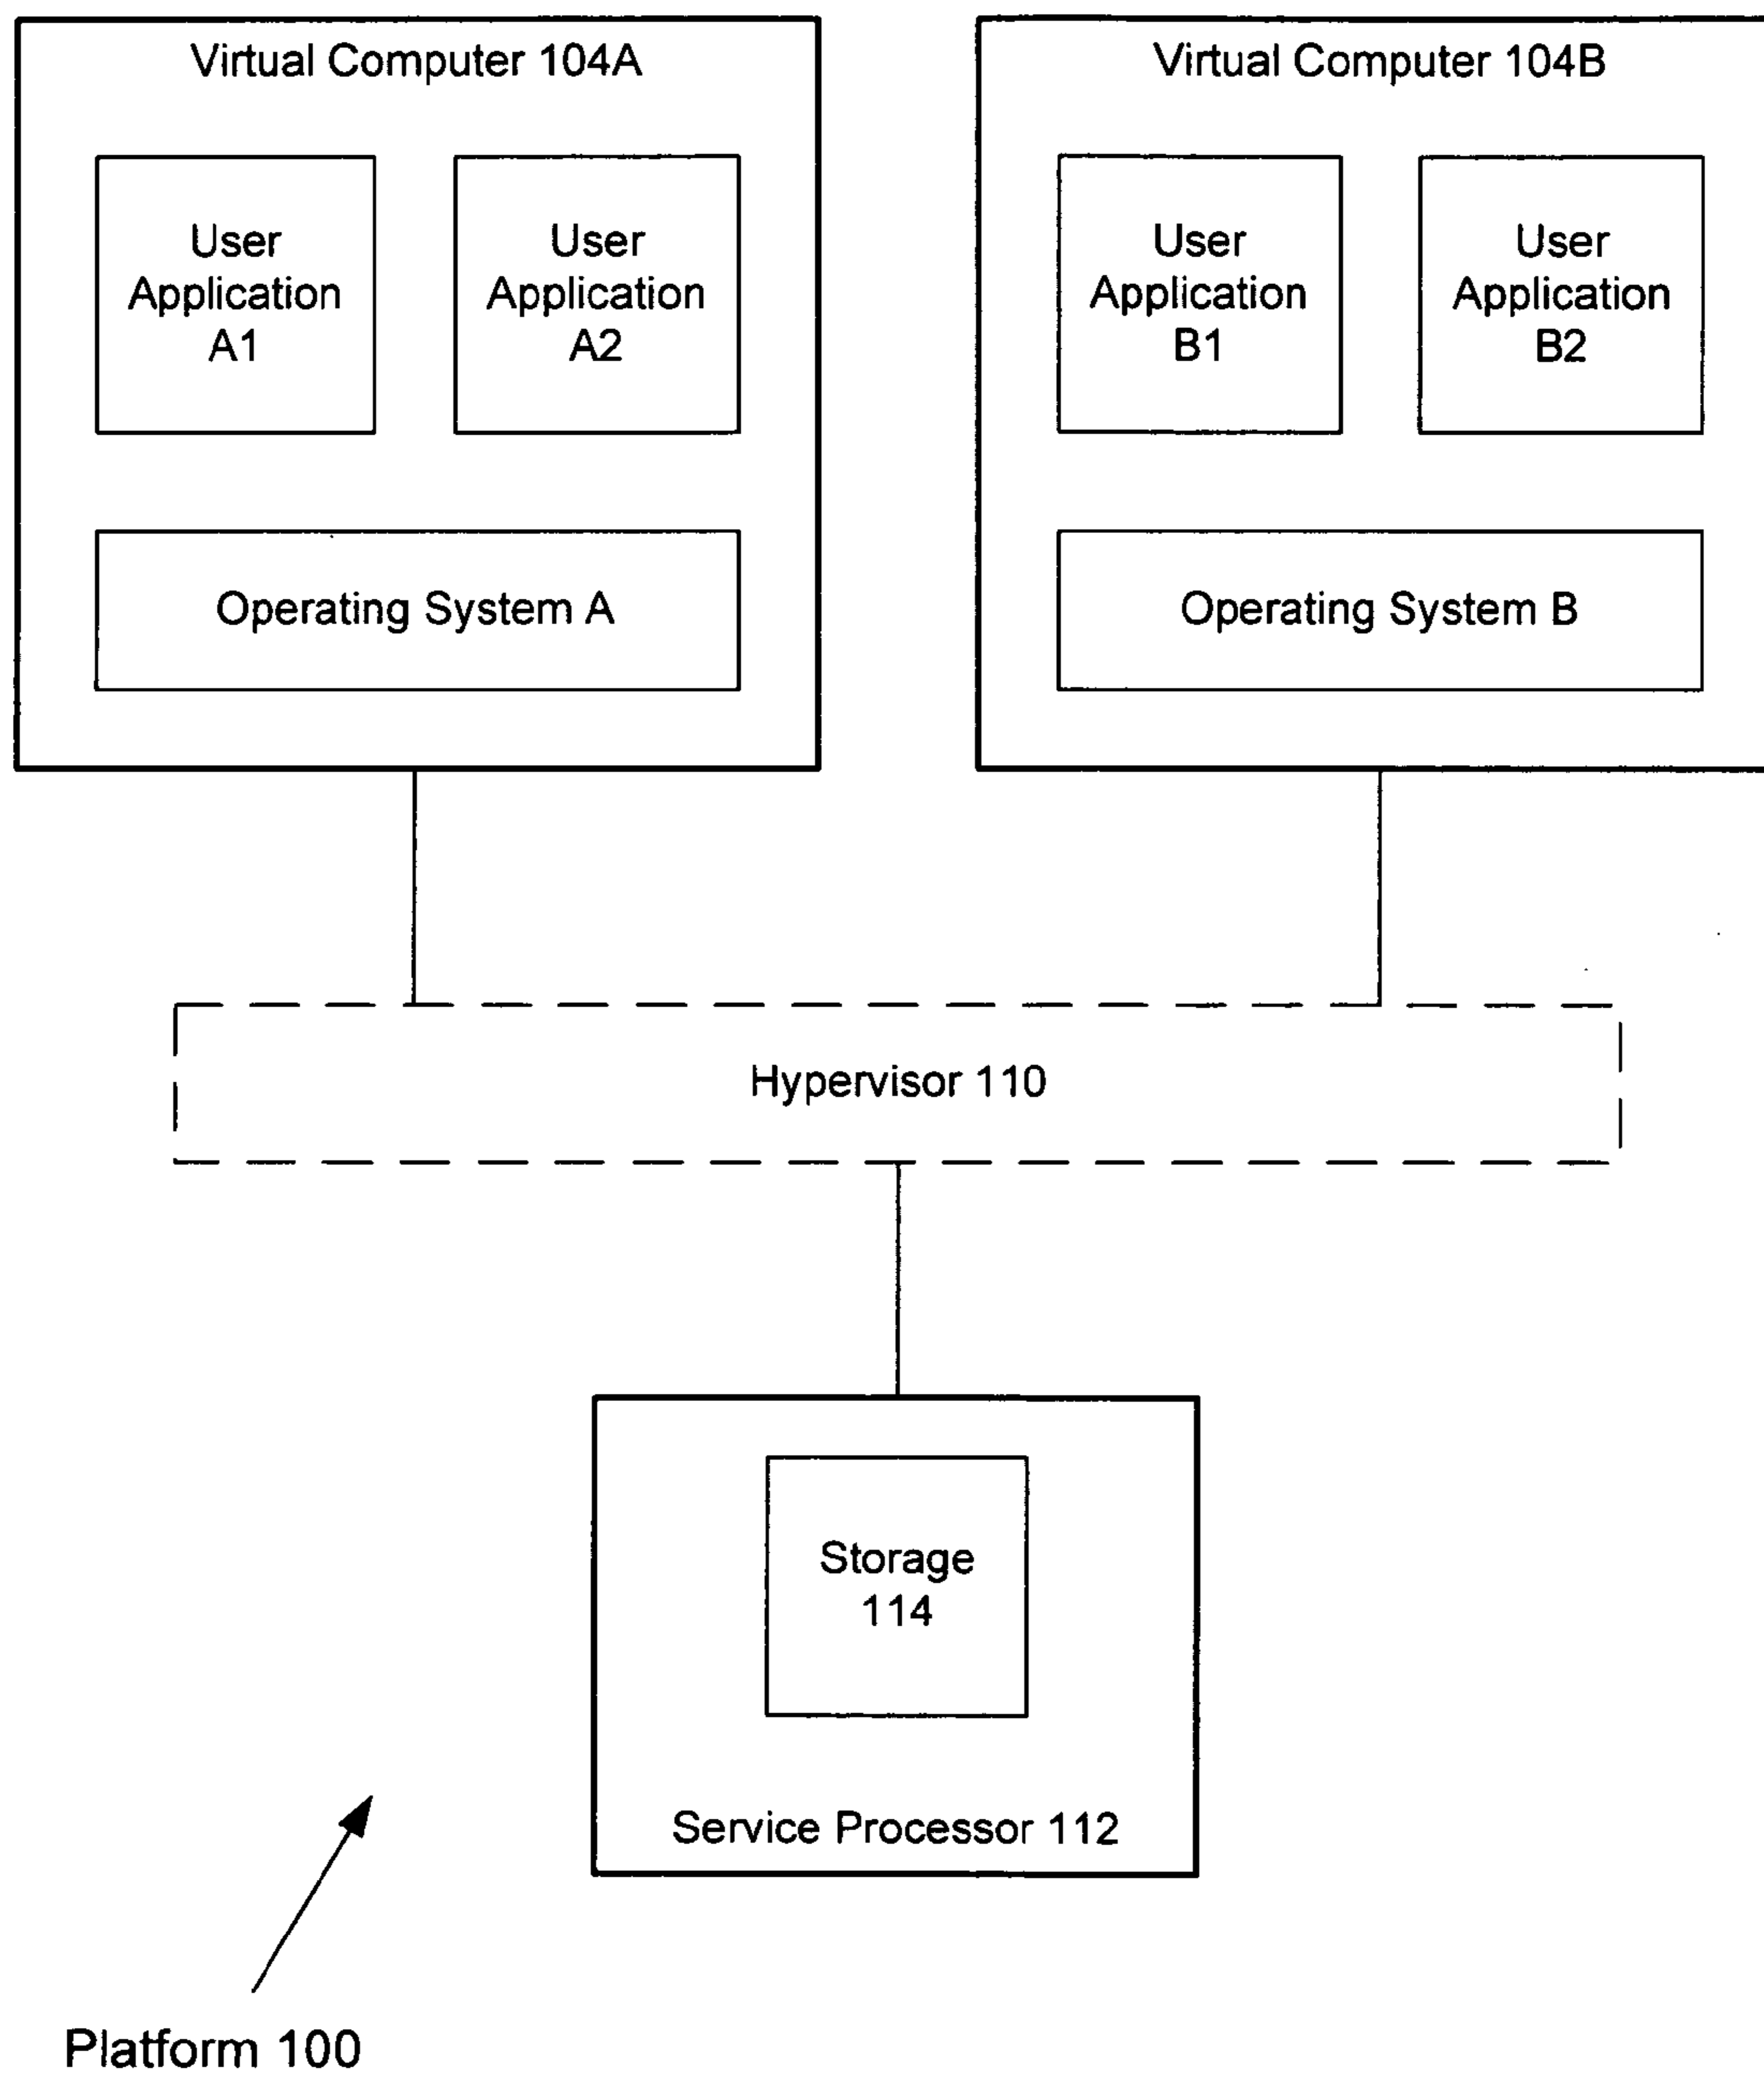 Virtual Computer 104A
User
Application
A1
User
Application
A2
Operating System A
Virtual Computer 104B
User
Application
B1
User
Application
B2
Operating System B
Hypervisor 110
Storage
114
Service Processor 112
Platform 100